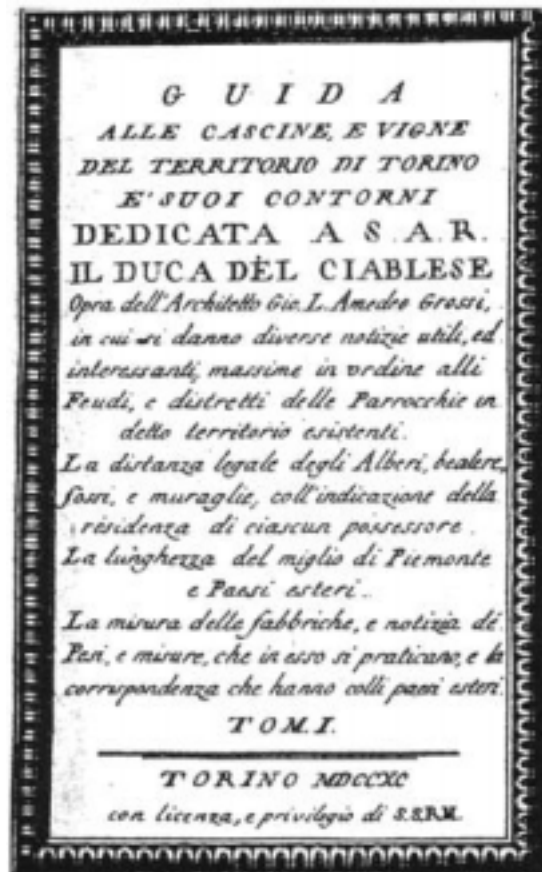 GUIDA
ALLE CASCINE, E VIGNE
DEL TERRITORIO DI TORINO
E' SUOI CONTORNI
DEDICATA A S. A. R.
IL DUCA DEL CIABLESE
Opra dell'Architetto Gio. L. Amedeo Grossi,
in cui si danno diverse notizie utili, ed
interessanti, massime in ordine alli
Feudi, e distretti delle Parrocchie in
detto territorio esistenti.
La distanza legale degli Alberi, bealere,
fossi, e muraglie, coll'indicazione della
residenza di ciascun possessore.
La lunghezza del miglio di Piemonte
e Paesi esteri.
La misura delle fabbriche, e notizia dé
Pesi, e misure, che in esso si praticano, e la
corrispondenza che hanno colli paesi esteri.
TOM. I.
TORINO MDCCXC
con licenza, e privilegio di S.S.R.M.